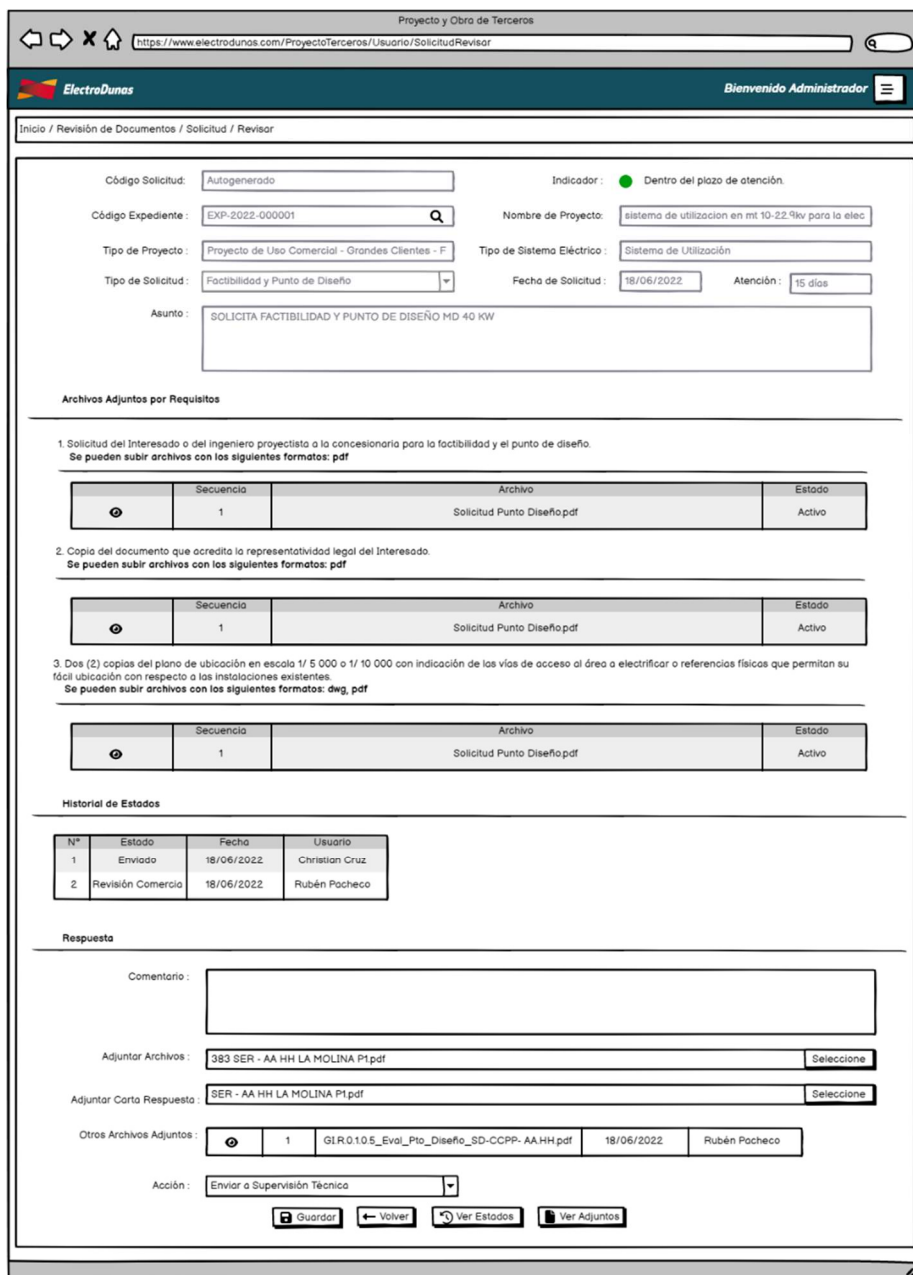 Proyecto y Obra de Terceros
https://www.electrodunas.com/ProyectoTerceros/Usuario/SolicitudRevisar
ElectroDunas
Bienvenido Administrador
Inicio / Revisión de Documentos / Solicitud / Revisar
Código Solicitud: Autogenerado Indicador : Dentro del plazo de atención.
Código Expediente : EXP-2022-000001 Nombre de Proyecto: sistema de utilizacion en mt 10-22.9kv para la elec
Tipo de Proyecto : Proyecto de Uso Comercial - Grandes Clientes - F Tipo de Sistema Eléctrico : Sistema de Utilización
Tipo de Solicitud : Factibilidad y Punto de Diseño Fecha de Solicitud : 18/06/2022 Atención : 15 días
Asunto : SOLICITA FACTIBILIDAD Y PUNTO DE DISEÑO MD 40 KW
Archivos Adjuntos por Requisitos
1. Solicitud del Interesado o del ingeniero proyectista a la concesionaria para la factibilidad y el punto de diseño.
Se pueden subir archivos con los siguientes formatos: pdf
Secuencia Archivo Estado
1 Solicitud Punto Diseño.pdf Activo
2. Copia del documento que acredita la representatividad legal del Interesado.
Se pueden subir archivos con los siguientes formatos: pdf
Secuencia Archivo Estado
1 Solicitud Punto Diseño.pdf Activo
3. Dos (2) copias del plano de ubicación en escala 1/ 5 000 o 1/ 10 000 con indicación de las vías de acceso al área a electrificar o referencias físicas que permitan su
fácil ubicación con respecto a las instalaciones existentes.
Se pueden subir archivos con los siguientes formatos: dwg, pdf
Secuencia Archivo Estado
1 Solicitud Punto Diseño.pdf Activo
Historial de Estados
N° Estado Fecha Usuario
1 Enviado 18/06/2022 Christian Cruz
2 Revisión Comercia 18/06/2022 Rubén Pacheco
Respuesta
Comentario :
Adjuntar Archivos : 383 SER - AA HH LA MOLINA P1.pdf Seleccione
Adjuntar Carta Respuesta : SER - AA HH LA MOLINA P1.pdf Seleccione
Otros Archivos Adjuntos : 1 GI.R.0.1.0.5_Eval_Pto_Diseño_SD-CCPP- AA.HH.pdf 18/06/2022 Rubén Pacheco
Acción : Enviar a Supervisión Técnica
Guardar Volver Ver Estados Ver Adjuntos